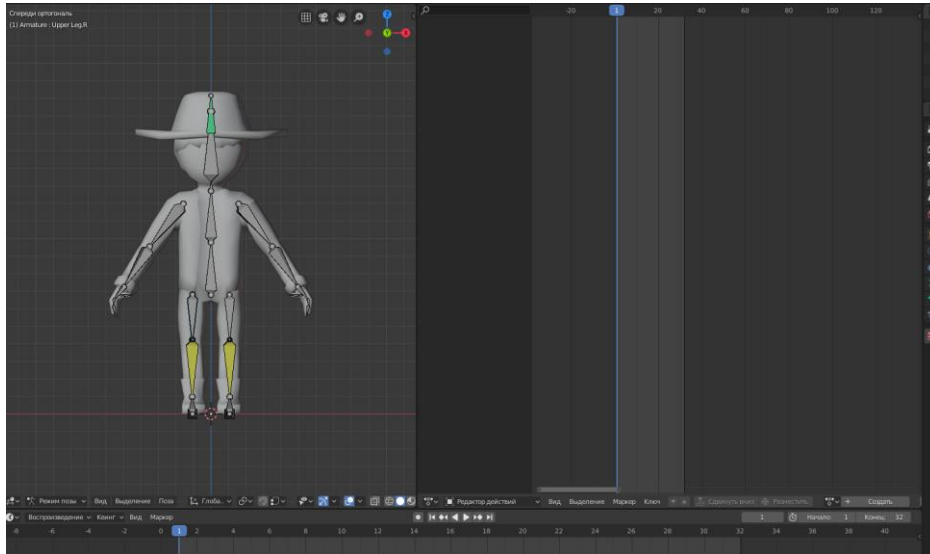 Спереди ортогональ
(1) Armature : Upper Leg.R
Z
Y
X
-20 1 20 40 60 80 100 120
Режим позы Вид Выделение Поза Глоба..
Редактор действий Вид Выделение Маркер Ключ Сдвинуть вниз Разместить Создать
Воспроизведение Кеинг Вид Маркер
1 Начало 1 Конец 32
-8 -6 -4 -2 0 1 2 4 6 8 10 12 14 16 18 20 22 24 26 28 30 32 34 36 38 40